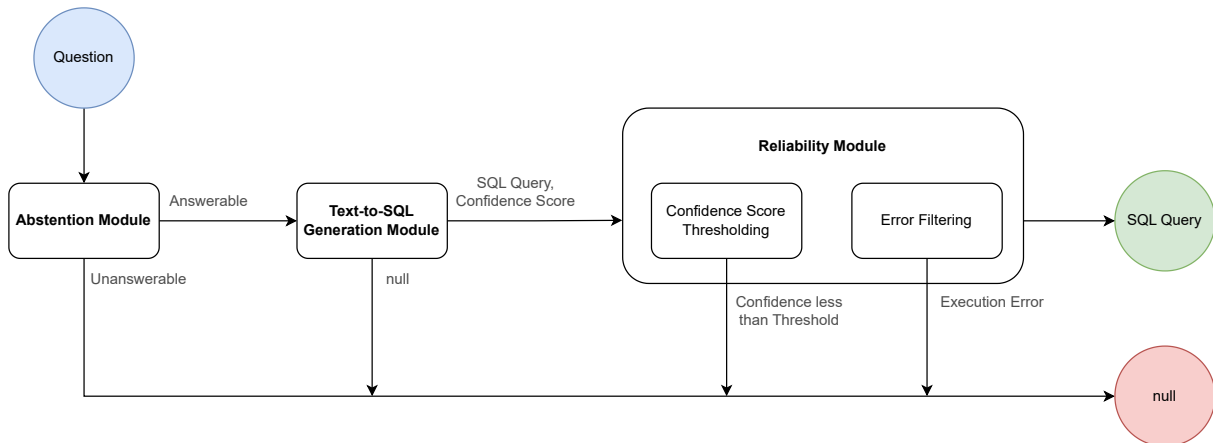 Question
Abstention Module
Answerable
Unanswerable
Text-to-SQL
Generation Module
null
SQL Query,
Confidence Score
Reliability Module
Confidence Score
Thresholding
Error Filtering
Confidence less
than Threshold
Execution Error
SQL Query
null